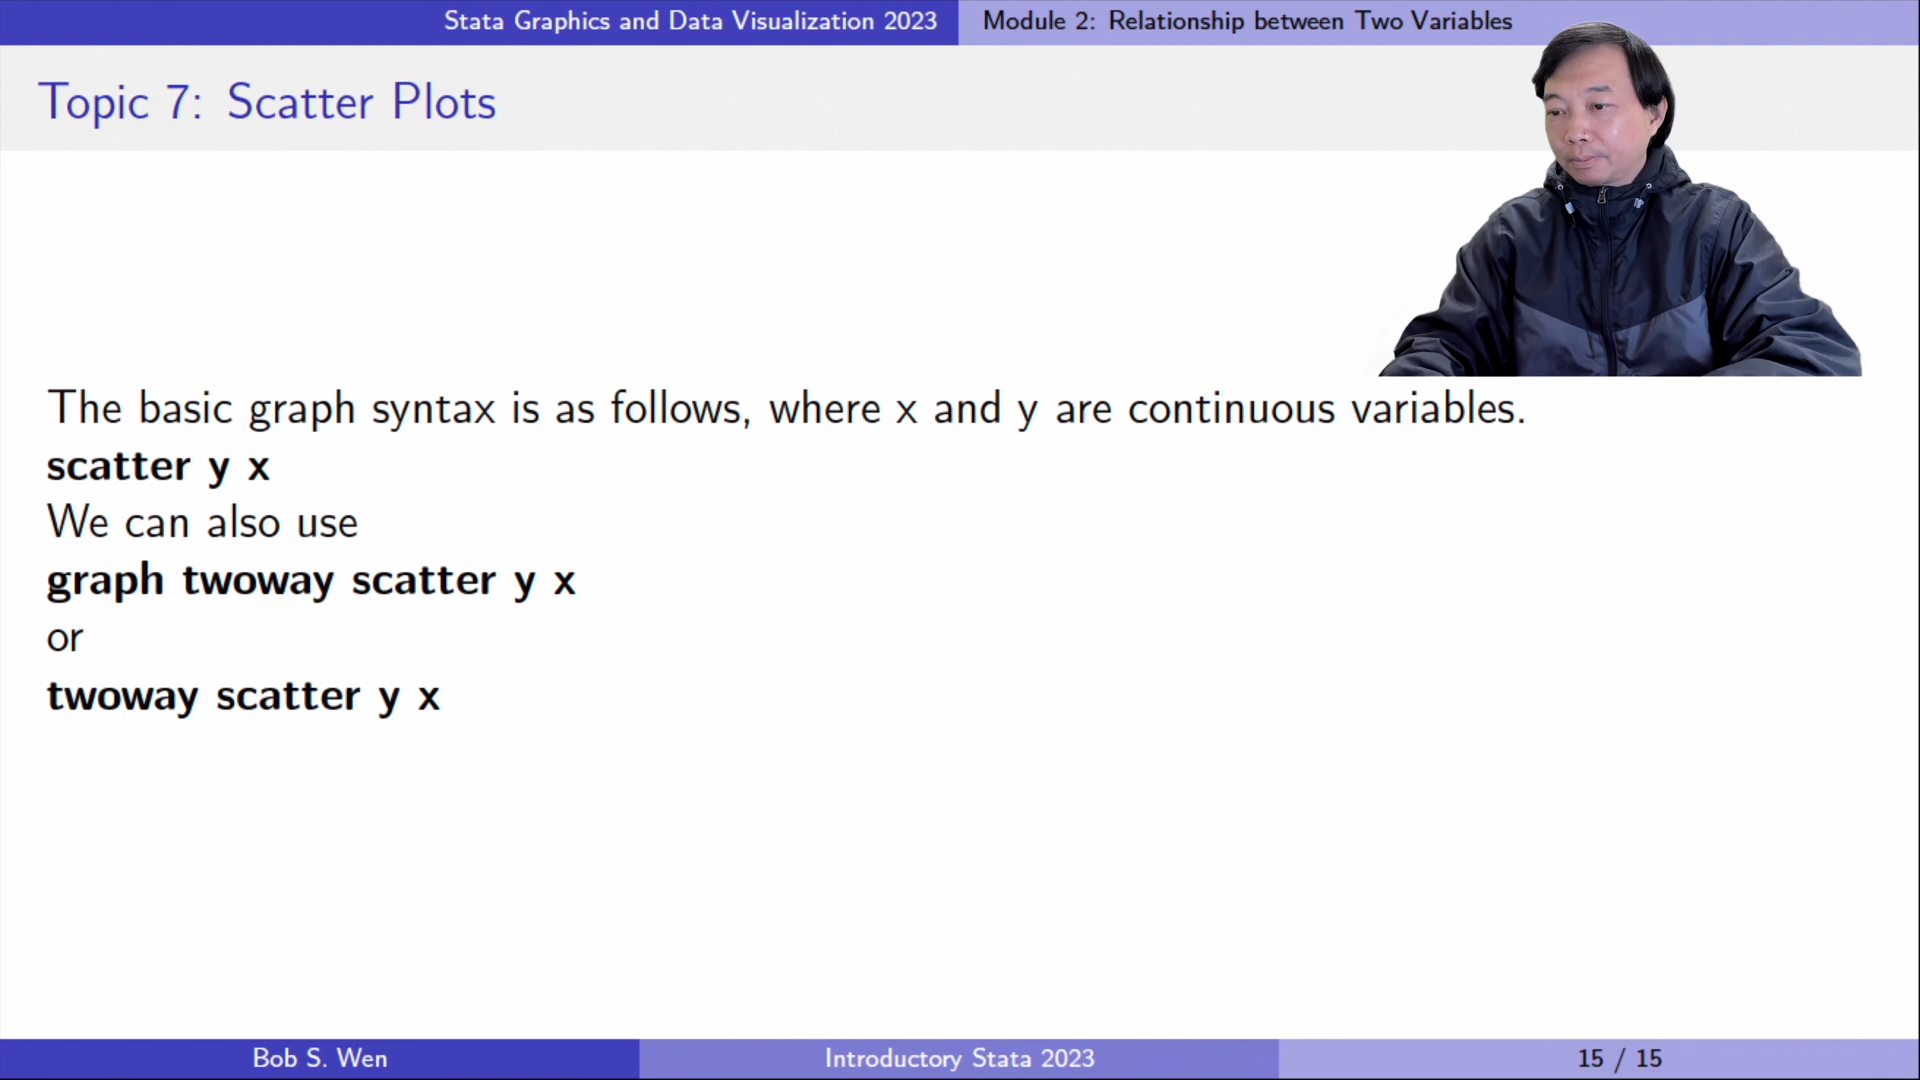 Stata Graphics and Data Visualization 2023
Module 2: Relationship between Two Variables
Topic 7: Scatter Plots
The basic graph syntax is as follows, where x and y are continuous variables.
scatter y x
We can also use
graph twoway scatter y x
or
twoway scatter y x
Bob S. Wen
Introductory Stata 2023
15 / 15